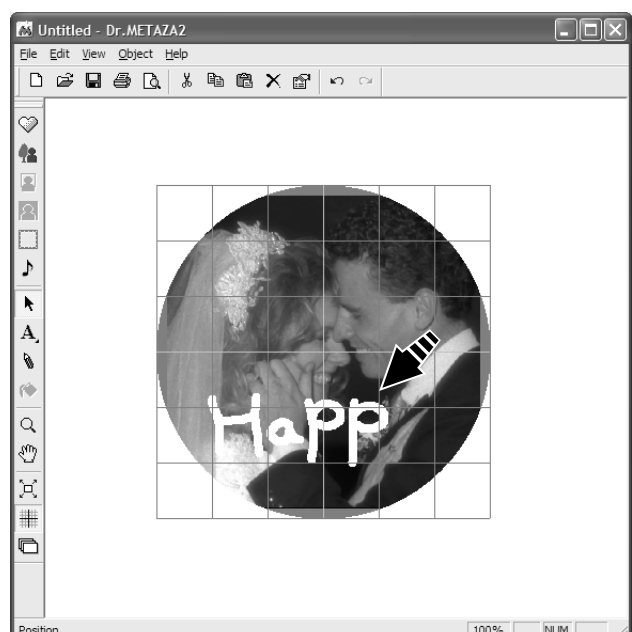 Untitled - Dr.METAZA2
File Edit View Object Help
A
Happ
Position 100% NUM